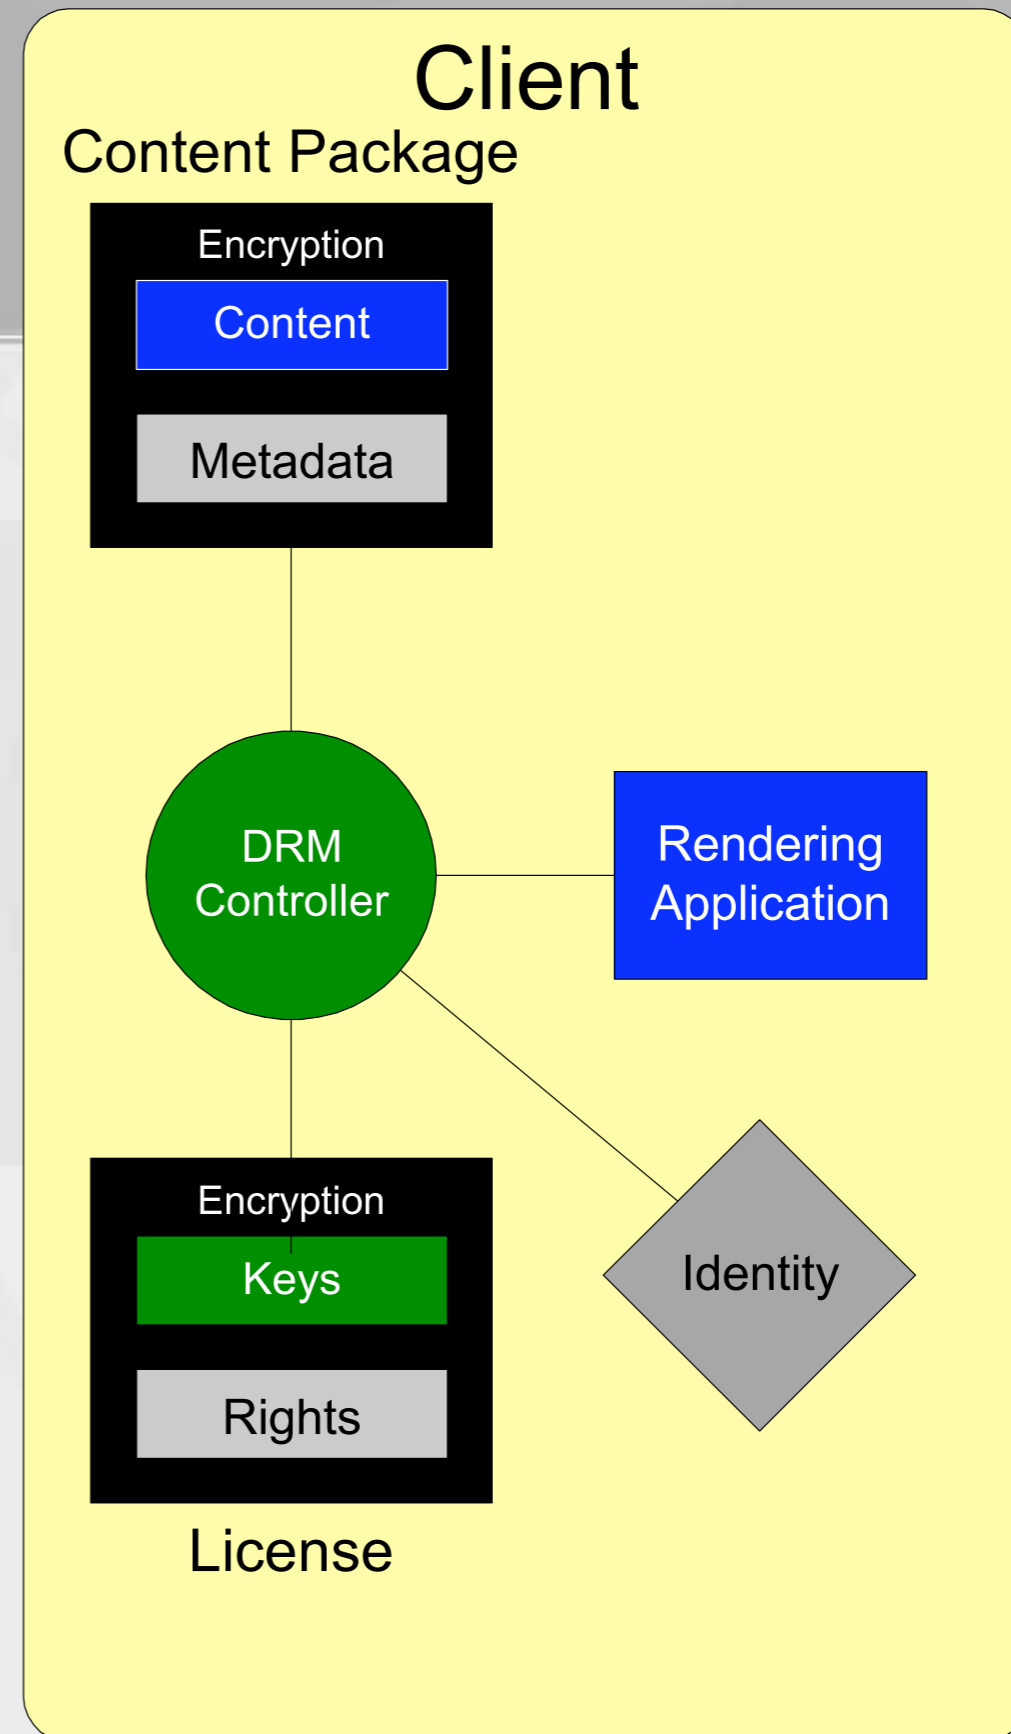 Client
Content Package
Encryption
Content
Metadata
DRM
Controller
Rendering
Application
Encryption
Keys
Rights
Identity
License